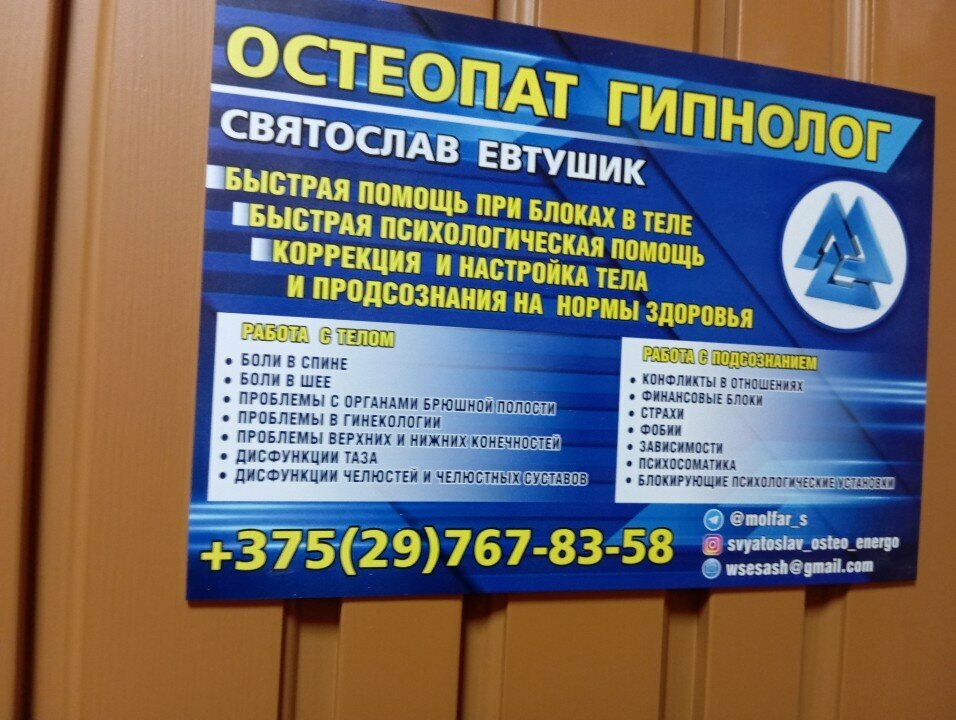 ОСТЕОПАТ ГИПНОЛОГ
СВЯТОСЛАВ ЕВТУШИК
БЫСТРАЯ ПОМОЩЬ ПРИ БЛОКАХ В ТЕЛЕ
БЫСТРАЯ ПСИХОЛОГИЧЕСКАЯ ПОМОЩЬ
КОРРЕКЦИЯ И НАСТРОЙКА ТЕЛА
И ПРОДСОЗНАНИЯ НА НОРМЫ ЗДОРОВЬЯ
РАБОТА С ТЕЛОМ
• БОЛИ В СПИНЕ
• БОЛИ В ШЕЕ
• ПРОБЛЕМЫ С ОРГАНАМИ БРЮШНОЙ ПОЛОСТИ
• ПРОБЛЕМЫ В ГИНЕКОЛОГИИ
• ПРОБЛЕМЫ ВЕРХНИХ И НИЖНИХ КОНЕЧНОСТЕЙ
• ДИСФУНКЦИИ ТАЗА
• ДИСФУНКЦИИ ЧЕЛЮСТЕЙ И ЧЕЛЮСТНЫХ СУСТАВОВ
РАБОТА С ПОДСОЗНАНИЕМ
• КОНФЛИКТЫ В ОТНОШЕНИЯХ
• ФИНАНСОВЫЕ БЛОКИ
• СТРАХИ
• ФОБИИ
• ЗАВИСИМОСТИ
• ПСИХОСОМАТИКА
• БЛОКИРУЮЩИЕ ПСИХОЛОГИЧЕСКИЕ УСТАНОВКИ
+375(29)767-83-58
@molfar_s
svyatoslav_osteo_energo
wsesash@gmail.com